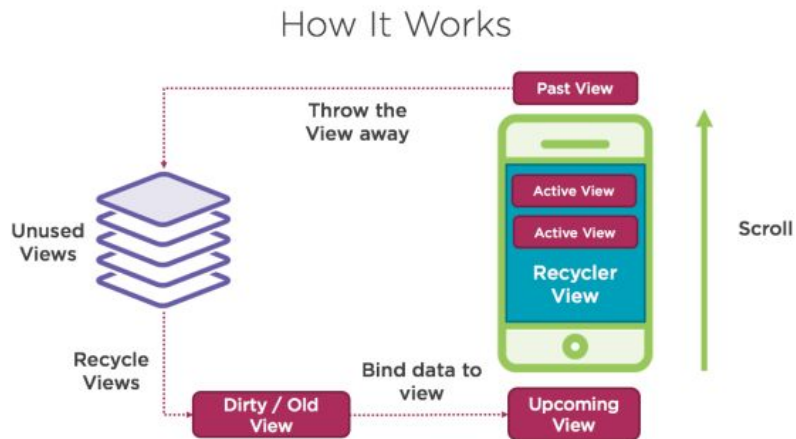 How It Works
Past View
Throw the
View away
Active View
Active View
Unused
Views
Recycler
View
Scroll
Recycle
Views
Bind data to
view
Dirty / Old
View
Upcoming
View